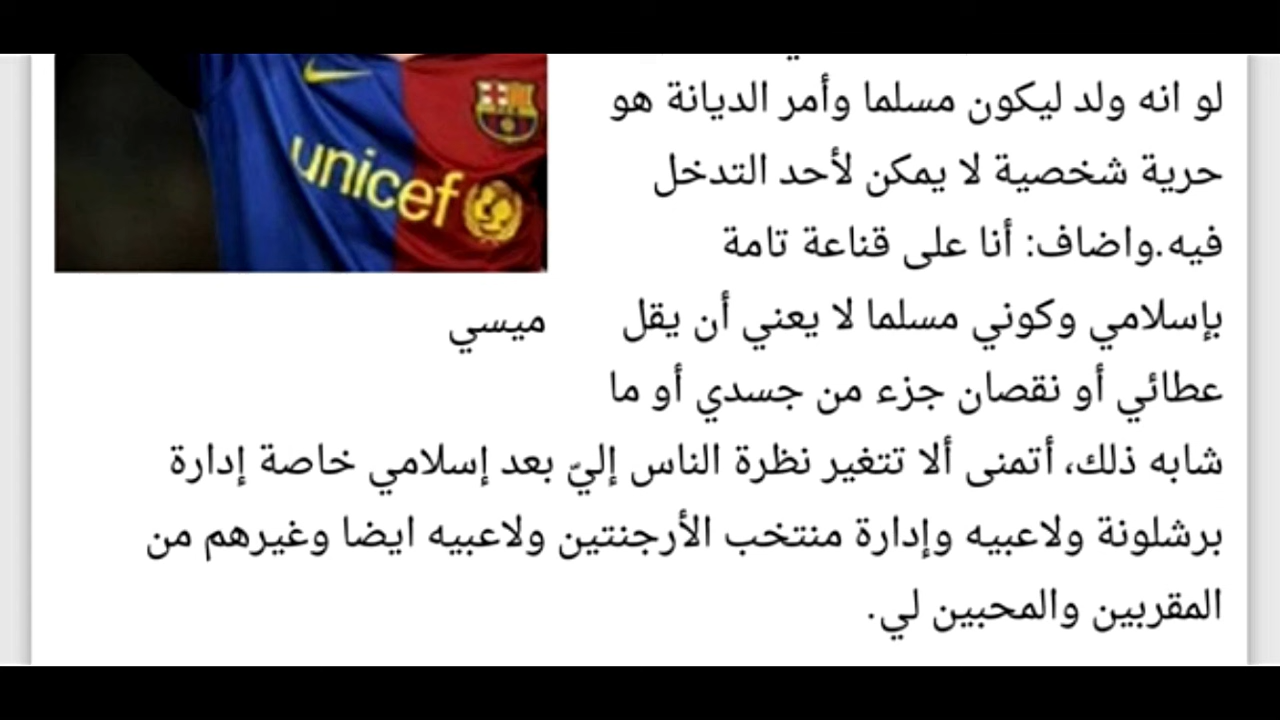 لو انه ولد ليكون مسلما وأمر الديانة هو
حرية شخصية لا يمكن لأحد التدخل
فيه.واضاف: أنا على قناعة تامة
بإسلامي وكوني مسلما لا يعني أن يقل
عطائي أو نقصان جزء من جسدي أو ما
شابه ذلك، أتمنى ألا تتغير نظرة الناس إليّ بعد إسلامي خاصة إدارة
برشلونة ولاعبيه وإدارة منتخب الأرجنتين ولاعبيه ايضا وغيرهم من
المقربين والمحبين لي.
unicef
ميسي